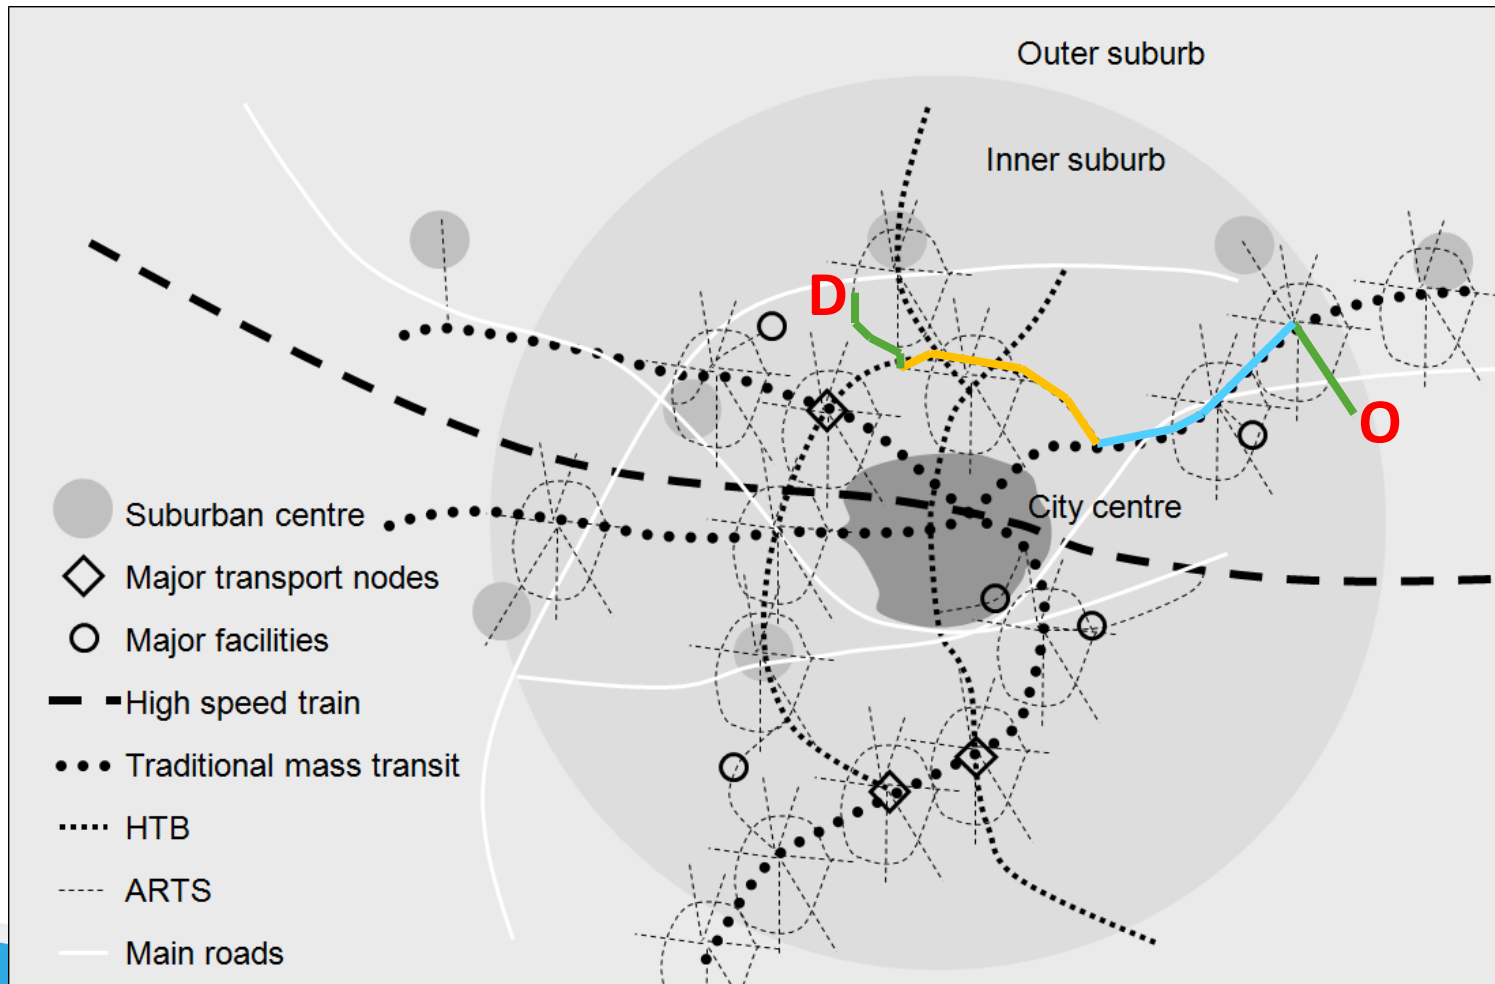 Outer suburb
Inner suburb
D
O
City centre
Suburban centre
Major transport nodes
Major facilities
High speed train
Traditional mass transit
HTB
ARTS
Main roads